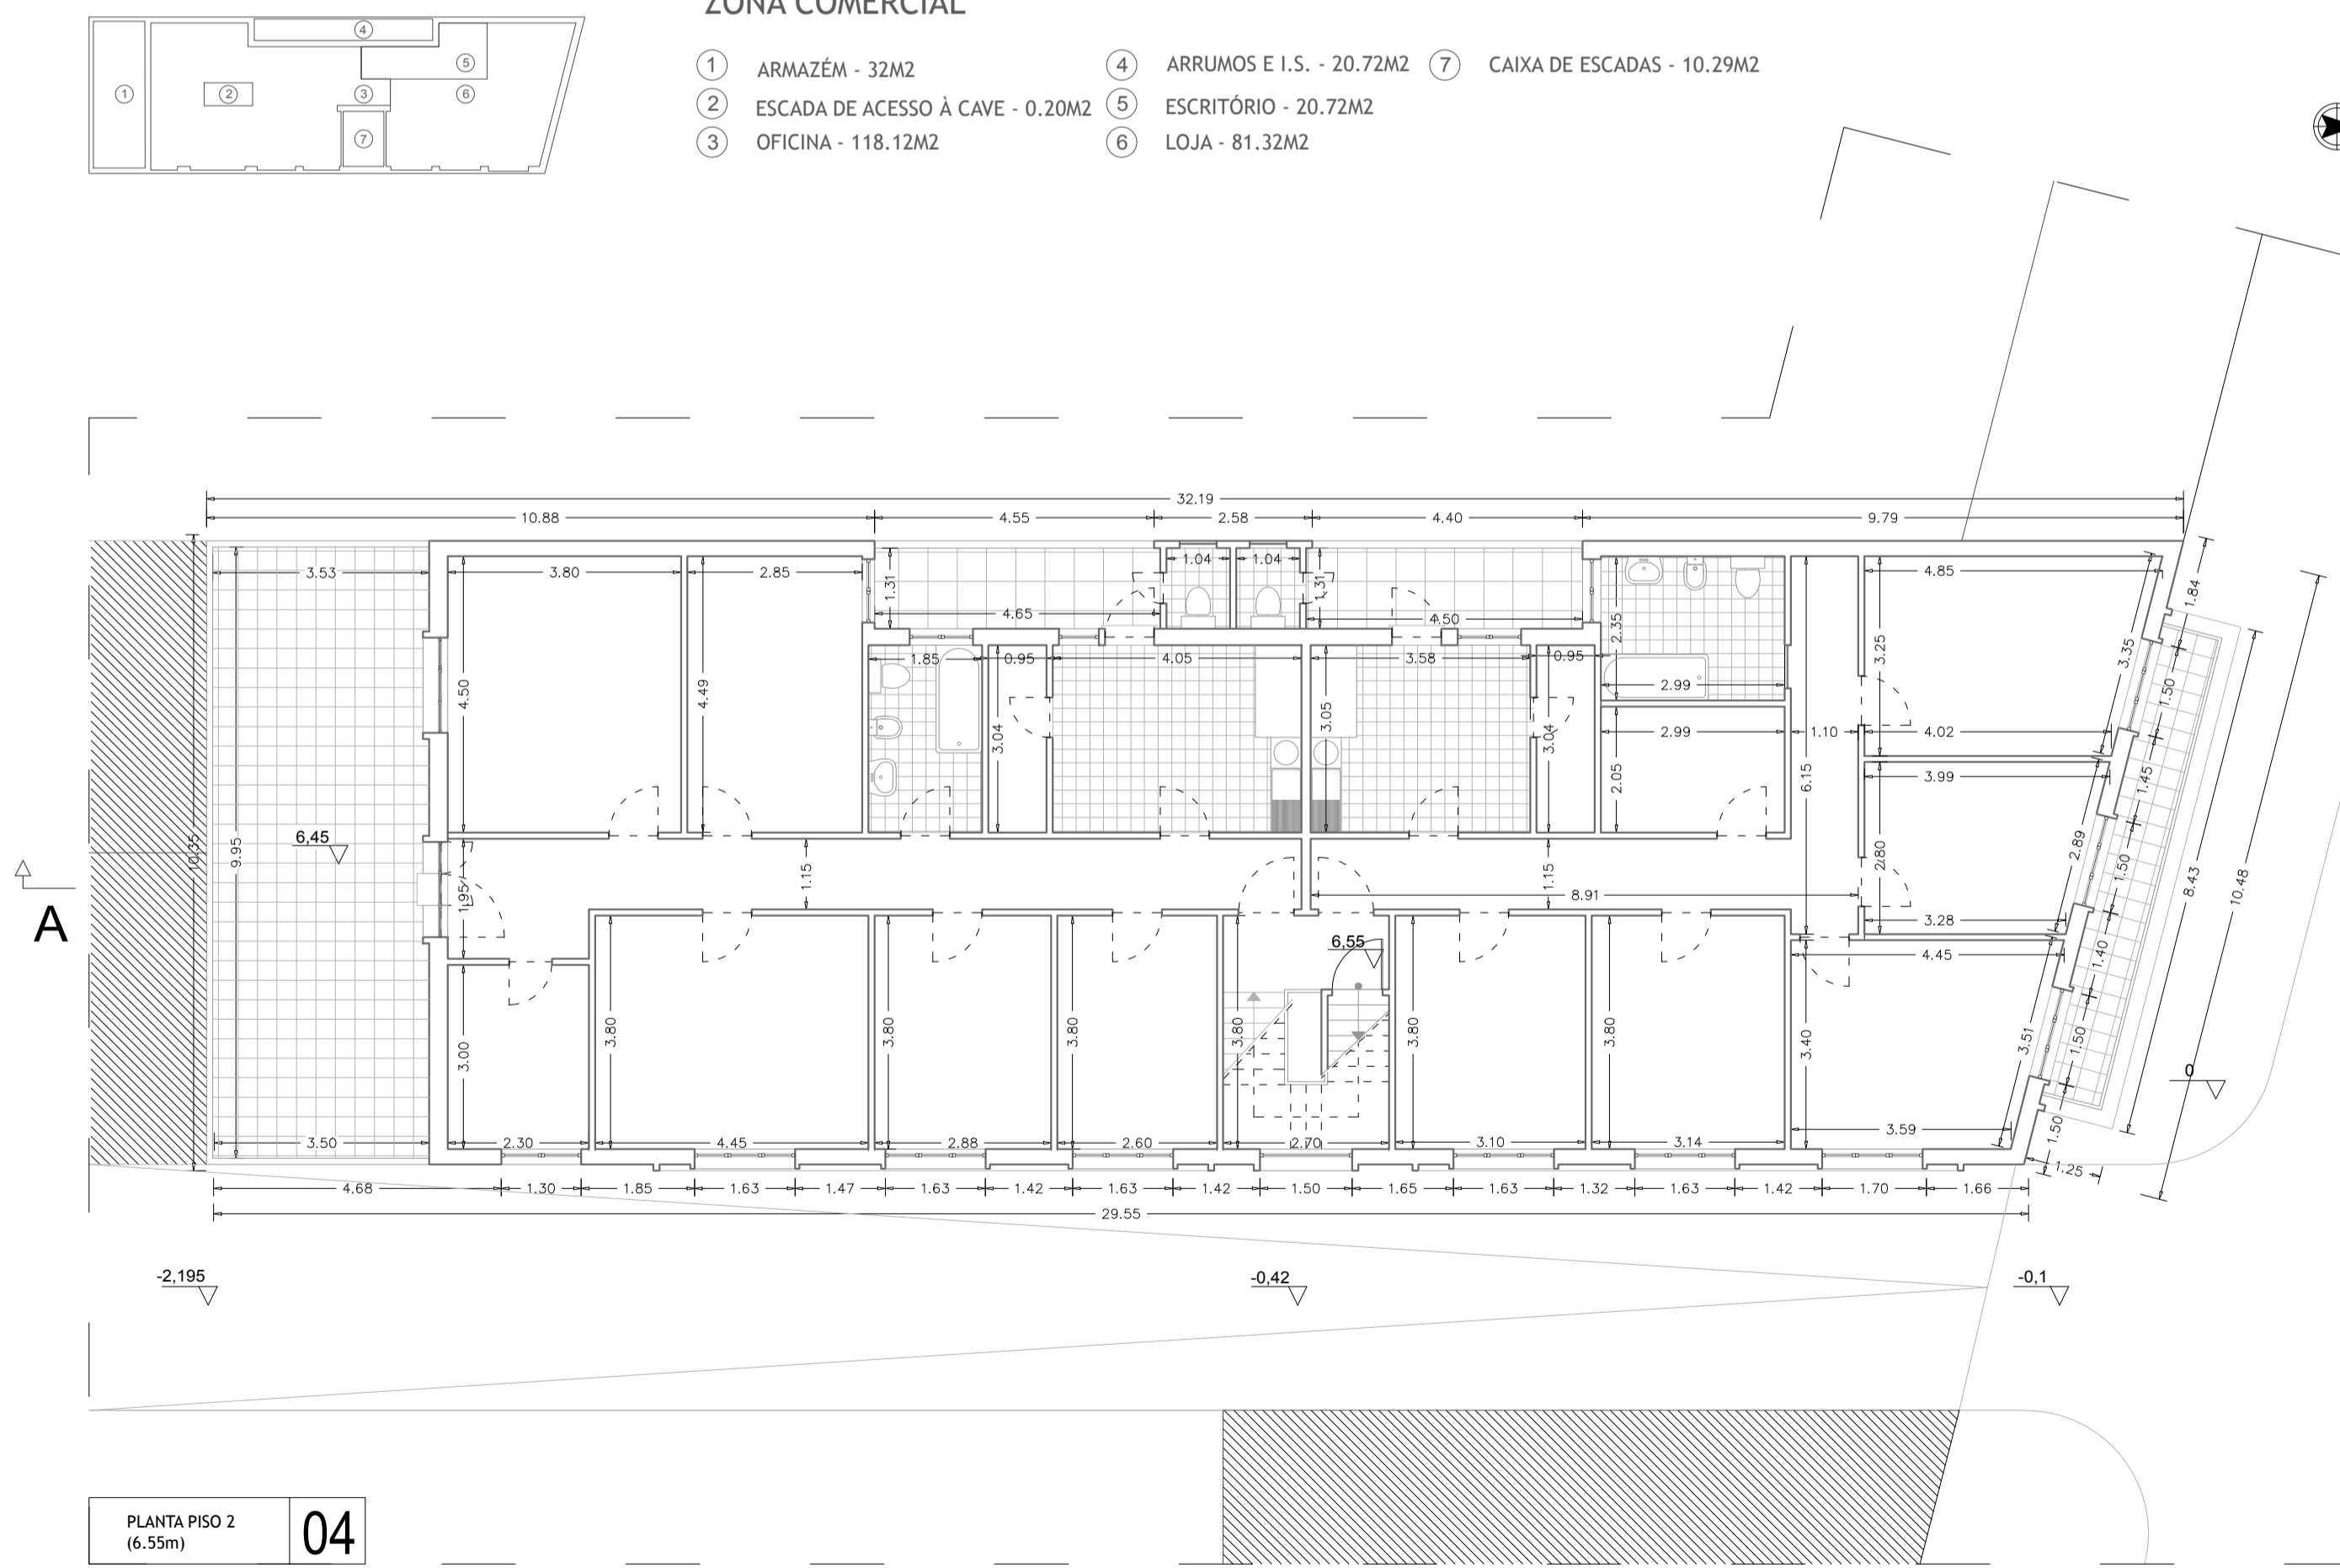 ZONA COMERCIAL
1 ARMAZÉM - 32M2
2 ESCADA DE ACESSO À CAVE - 0.20M2
3 OFICINA - 118.12M2
4 ARRUMOS E I.S. - 20.72M2
5 ESCRITÓRIO - 20.72M2
6 LOJA - 81.32M2
7 CAIXA DE ESCADAS - 10.29M2
4
5
1
2
3
6
7
32.19
10.88 4.55 2.58 4.40 9.79
3.53 3.80 2.85 1.31 1.04 1.04 1.31 4.85
4.65 4.50 2.35 3.25 3.35 1.84
1.85 0.95 4.05 3.58 0.95
4.50 4.49 2.99 1.50
3.04 3.05 3.04 2.99 1.10 4.02
2.05 6.15 3.99 1.45
6,45
10.35 9.95 2.89 2.80 1.50 8.43 10.48
1.95 1.15 1.15 8.91
A
3.28
6,55 4.45 1.40
3.00 3.80 3.80 3.80 3.80 3.80 3.80 3.40 3.51 1.50
0
3.50 2.30 4.45 2.88 2.60 2.70 3.10 3.14 3.59 1.50
1.25
4.68 1.30 1.85 1.63 1.47 1.63 1.42 1.63 1.42 1.50 1.65 1.63 1.32 1.63 1.42 1.70 1.66
29.55
-2,195 -0,42 -0,1
PLANTA PISO 2
(6.55m)
04